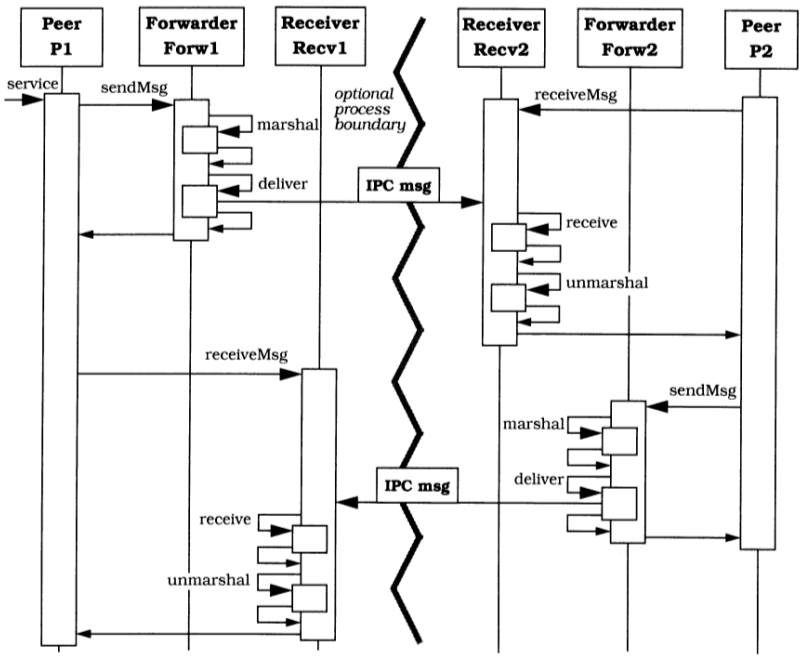 Peer
P1
Forwarder
Forw1
Receiver
Recv1
Receiver
Recv2
Forwarder
Forw2
Peer
P2
service
sendMsg
optional
process
boundary
receiveMsg
marshal
deliver
IPC msg
receive
unmarshal
receiveMsg
sendMsg
marshal
deliver
IPC msg
receive
unmarshal